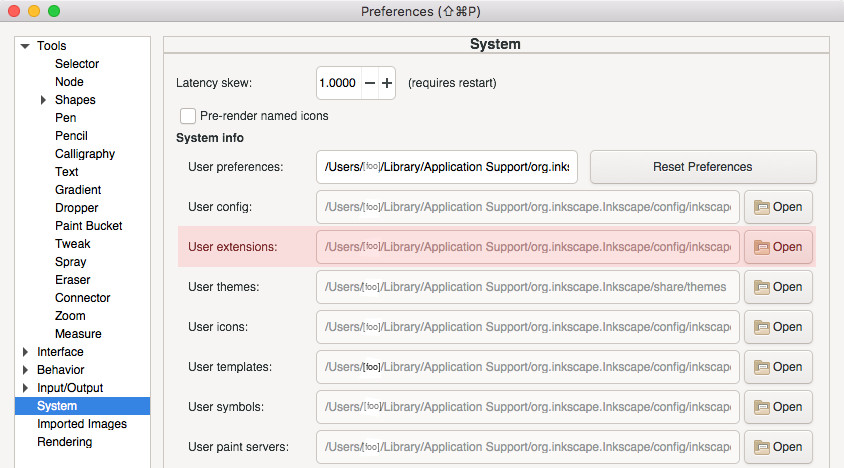 Preferences (⇧⌘P)
Tools
Selector
Node
Shapes
Pen
Pencil
Calligraphy
Text
Gradient
Dropper
Paint Bucket
Tweak
Spray
Eraser
Connector
Zoom
Measure
Interface
Behavior
Input/Output
System
Imported Images
Rendering
System
Latency skew: 1.0000 − + (requires restart)
Pre-render named icons
System info
User preferences: /Users/[foo]/Library/Application Support/org.inks Reset Preferences
User config: /Users/[foo]/Library/Application Support/org.inkscape.Inkscape/config/inkscape Open
User extensions: /Users/[foo]/Library/Application Support/org.inkscape.Inkscape/config/inkscape Open
User themes: /Users/[foo]/Library/Application Support/org.inkscape.Inkscape/share/themes Open
User icons: /Users/[foo]/Library/Application Support/org.inkscape.Inkscape/config/inkscape Open
User templates: /Users/[foo]/Library/Application Support/org.inkscape.Inkscape/config/inkscape Open
User symbols: /Users/[foo]/Library/Application Support/org.inkscape.Inkscape/config/inkscape Open
User paint servers: /Users/[foo]/Library/Application Support/org.inkscape.Inkscape/config/inkscape Open